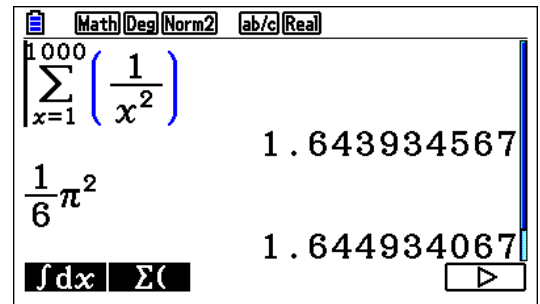 Math Deg Norm2 ab/c Real
1000
∑ ( 1 / x² )
x=1
1.643934567
1/6 π²
1.644934067
∫dx Σ( ▷